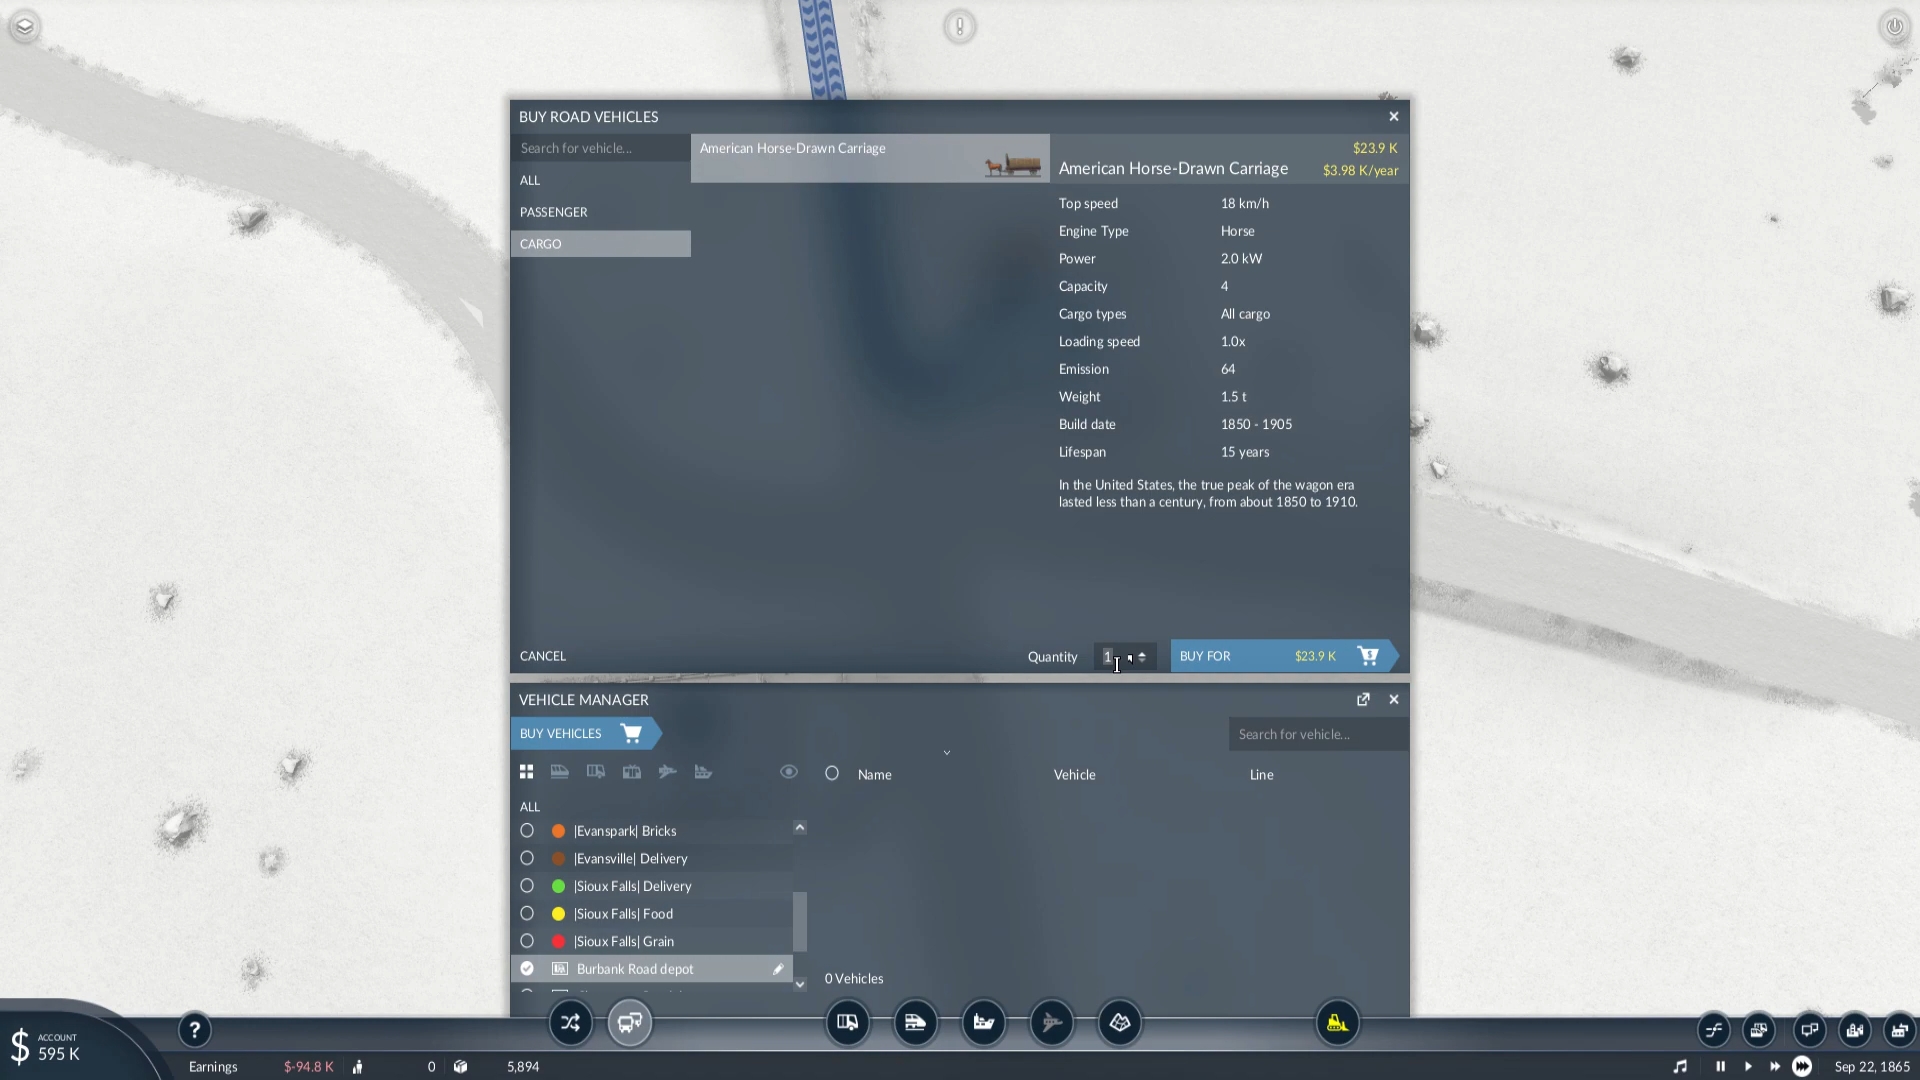 BUY ROAD VEHICLES
Search for vehicle...
ALL
PASSENGER
CARGO
American Horse-Drawn Carriage
$23.9 K
American Horse-Drawn Carriage
$3.98 K/year
Top speed 18 km/h
Engine Type Horse
Power 2.0 kW
Capacity 4
Cargo types All cargo
Loading speed 1.0x
Emission 64
Weight 1.5 t
Build date 1850 - 1905
Lifespan 15 years
In the United States, the true peak of the wagon era
lasted less than a century, from about 1850 to 1910.
CANCEL
Quantity 1
BUY FOR $23.9 K
VEHICLE MANAGER
BUY VEHICLES
Search for vehicle...
Name Vehicle Line
ALL
|Evanspark| Bricks
|Evansville| Delivery
|Sioux Falls| Delivery
|Sioux Falls| Food
|Sioux Falls| Grain
Burbank Road depot
0 Vehicles
$ ACCOUNT
595 K
?
Earnings $-94.8 K 0 5,894
Sep 22, 1865